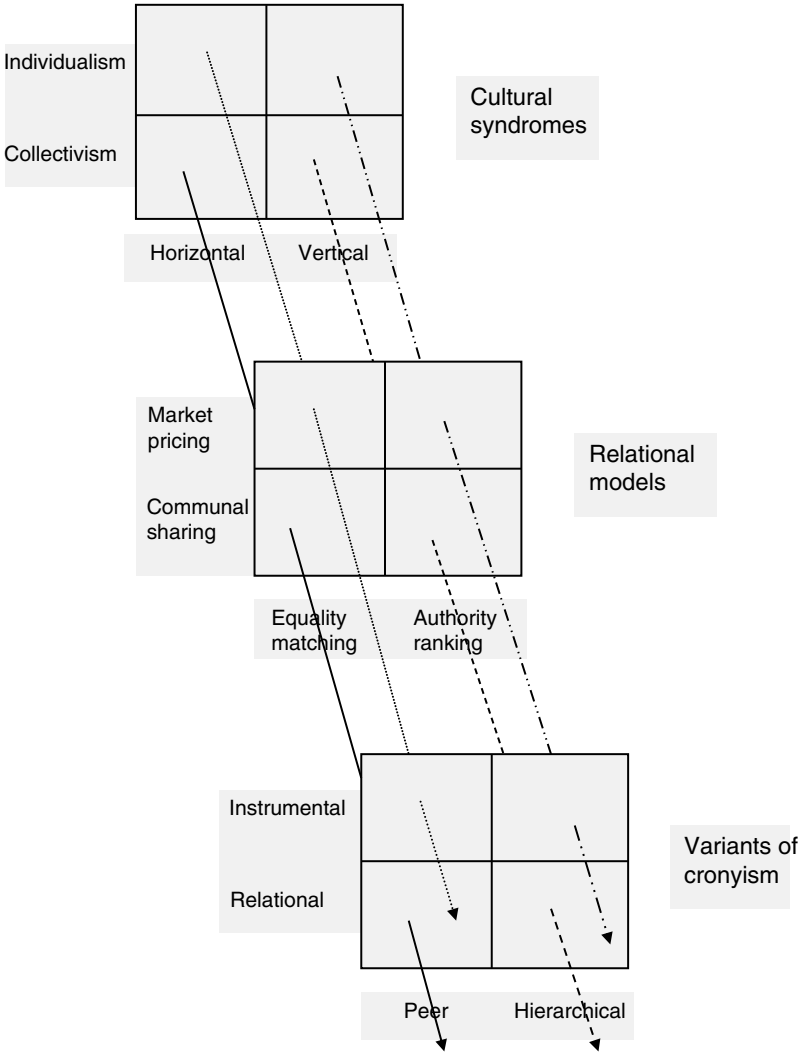 Individualism
Collectivism
Cultural
syndromes
Horizontal
Vertical
Market
pricing
Communal
sharing
Relational
models
Equality
matching
Authority
ranking
Instrumental
Relational
Variants of
cronyism
Peer
Hierarchical